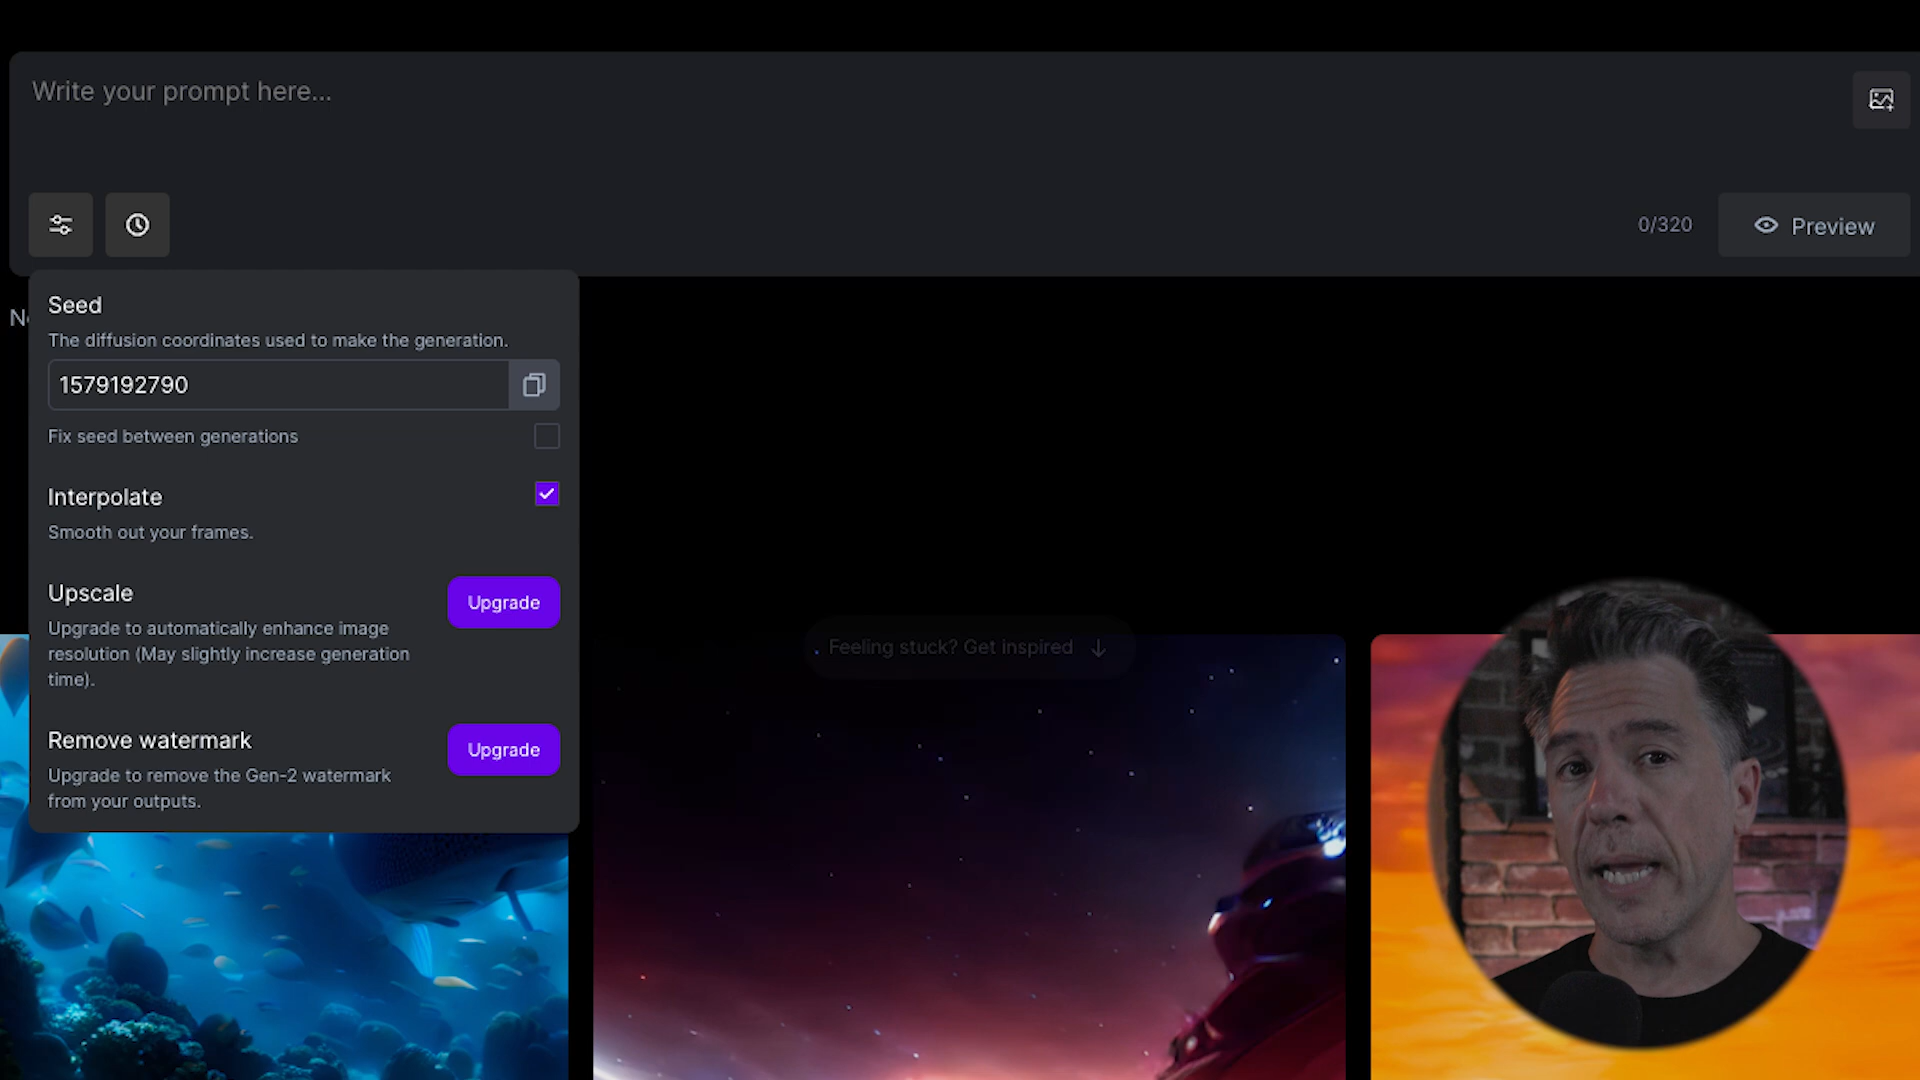 Write your prompt here...
0/320
Preview
Seed
The diffusion coordinates used to make the generation.
1579192790
Fix seed between generations
Interpolate
Smooth out your frames.
Upscale
Upgrade
Upgrade to automatically enhance image
resolution (May slightly increase generation
time).
Remove watermark
Upgrade
Upgrade to remove the Gen-2 watermark
from your outputs.
Feeling stuck? Get inspired